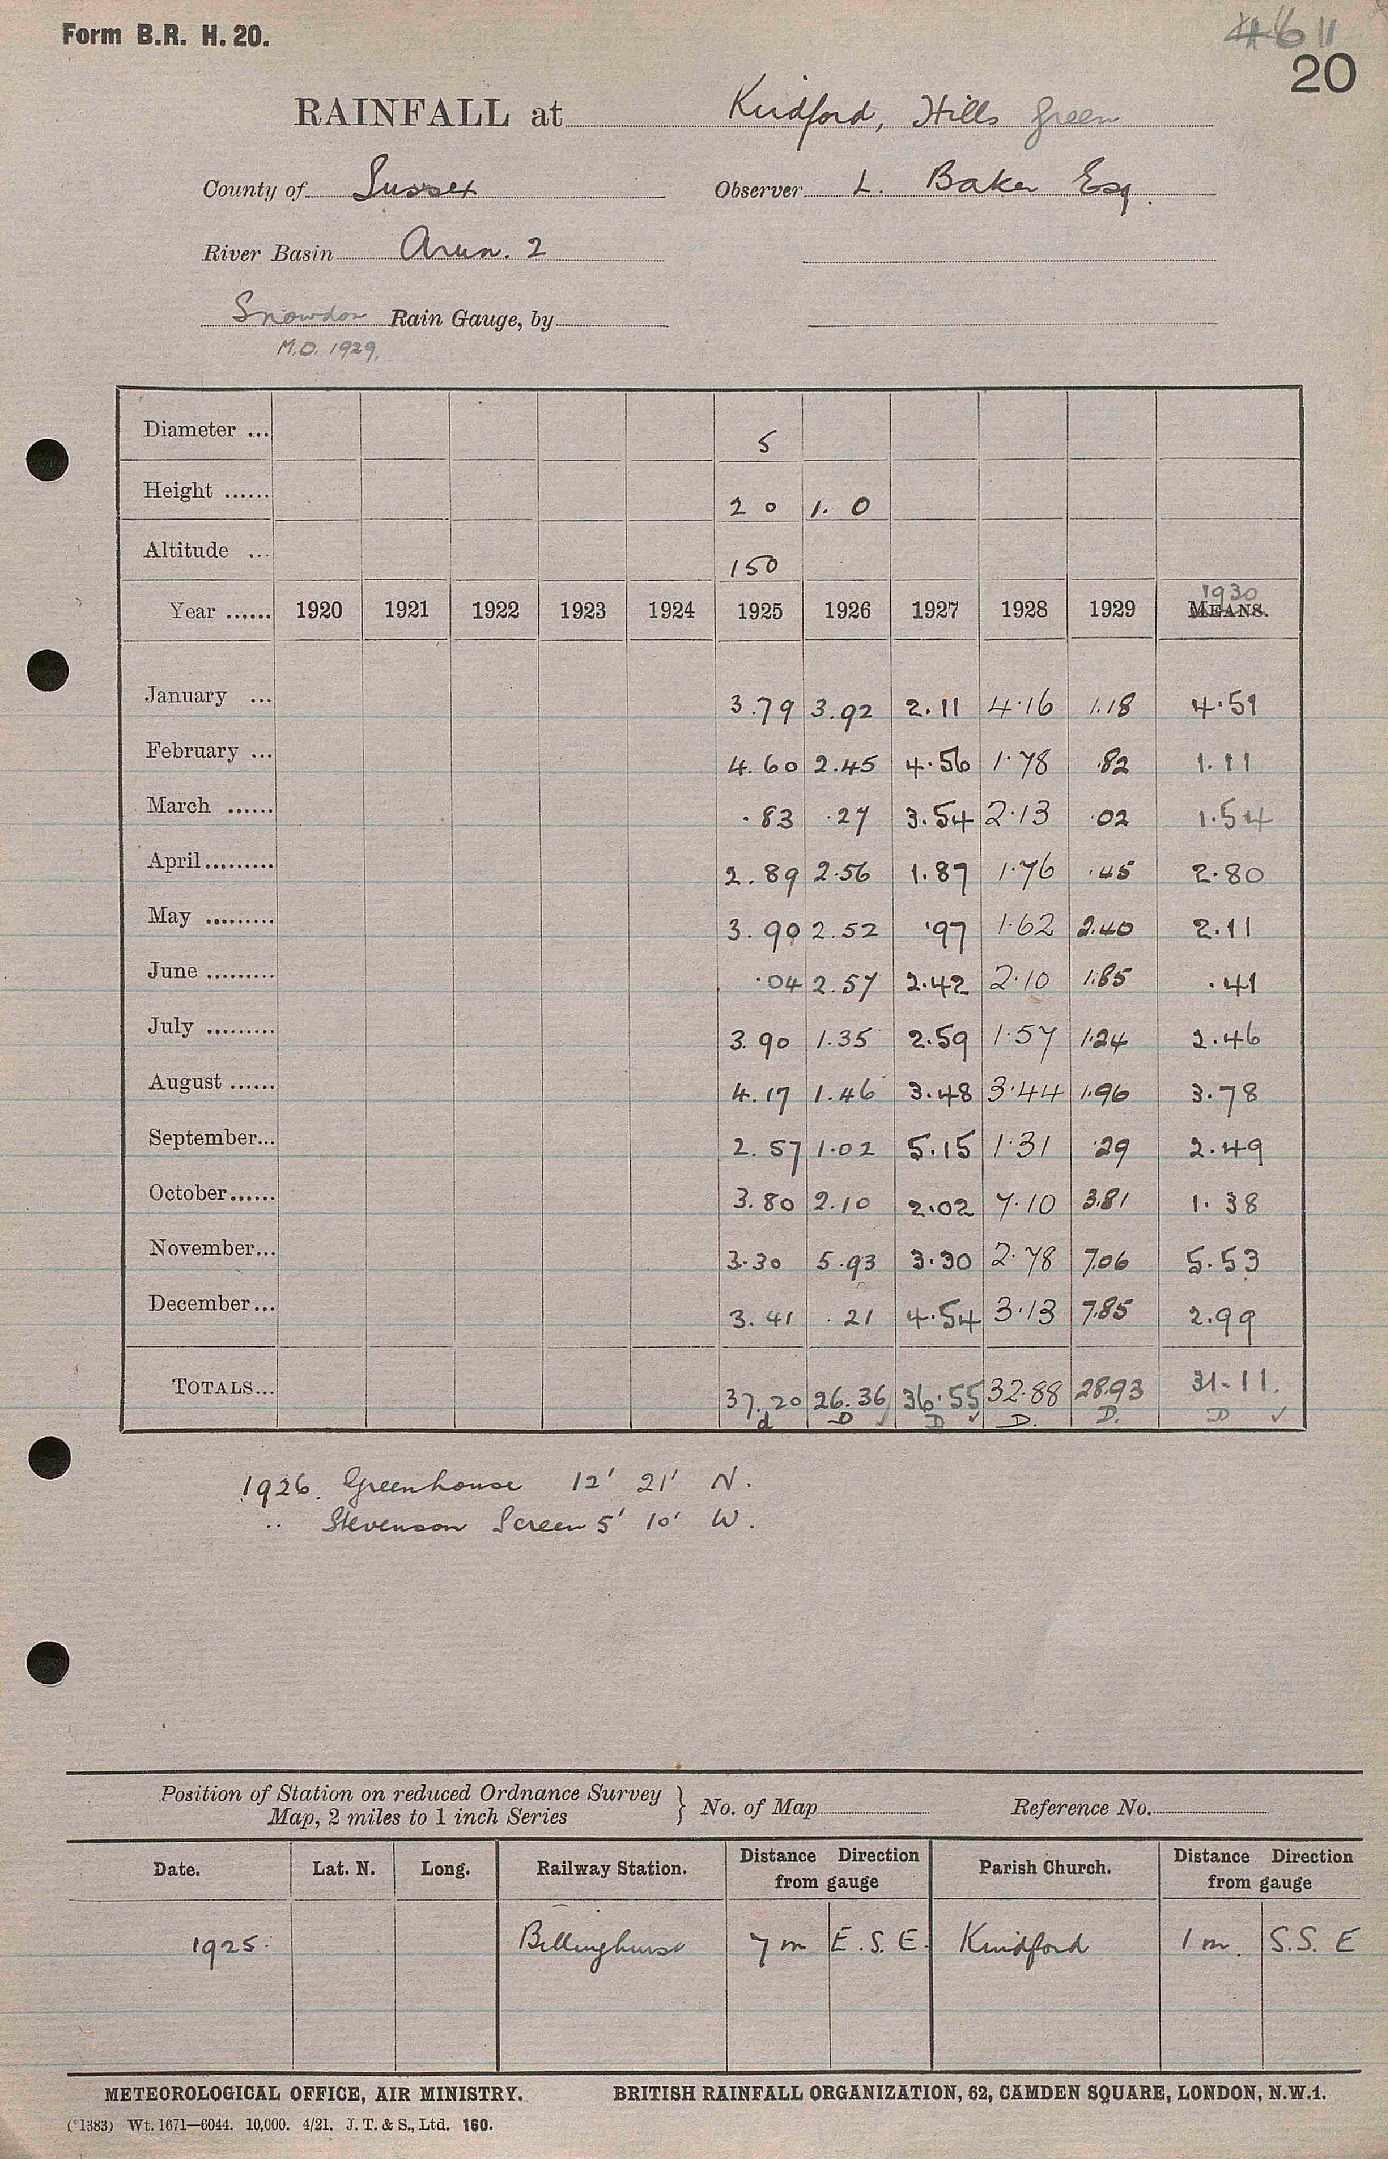 Form B.R. H. 20.
4611
20
RAINFALL at Kirdford, Hills Green
County of Sussex Observer L. Baker Esq.
River Basin Arun. 2
Snowdon Rain Gauge, by
M.O. 1929.
Diameter ... 5
Height ...... 2 0 1. 0
Altitude ... 150
1930
Year ...... 1920 1921 1922 1923 1924 1925 1926 1927 1928 1929 MEANS.
January ... 3.79 3.92 2.11 4.16 1.18 4.51
February ... 4.60 2.45 4.56 1.78 .82 1.11
March ...... .83 .27 3.54 2.13 .02 1.54
April......... 2.89 2.56 1.87 1.76 .45 2.80
May ......... 3.90 2.52 .97 1.62 2.40 2.11
June ......... .04 2.57 2.42 2.10 1.85 .41
July ......... 3.90 1.35 2.59 1.57 1.24 2.46
August ...... 4.17 1.46 3.48 3.44 1.96 3.78
September... 2.57 1.02 5.15 1.31 .29 2.49
October...... 3.80 2.10 2.02 7.10 3.81 1.38
November... 3.30 5.93 3.30 2.78 7.06 5.53
December... 3.41 .21 4.54 3.13 7.85 2.99
TOTALS... 37.20 26.36 36.55 32.88 28.93 31.11.
d D ✓ D ✓ D. D. D ✓
1926. Greenhouse 12' 21' N.
" Stevenson Screen 5' 10' W.
Position of Station on reduced Ordnance Survey
Map, 2 miles to 1 inch Series } No. of Map Reference No.
Date. Lat. N. Long. Railway Station. Distance Direction from gauge Parish Church. Distance Direction from gauge
1925. Billinghurst 7 m E.S.E. Kirdford 1 m. S.S.E
METEOROLOGICAL OFFICE, AIR MINISTRY. BRITISH RAINFALL ORGANIZATION, 62, CAMDEN SQUARE, LONDON, N.W.1.
(*1383) Wt. 1671—6044. 10,000. 4/21. J. T. & S., Ltd. 160.